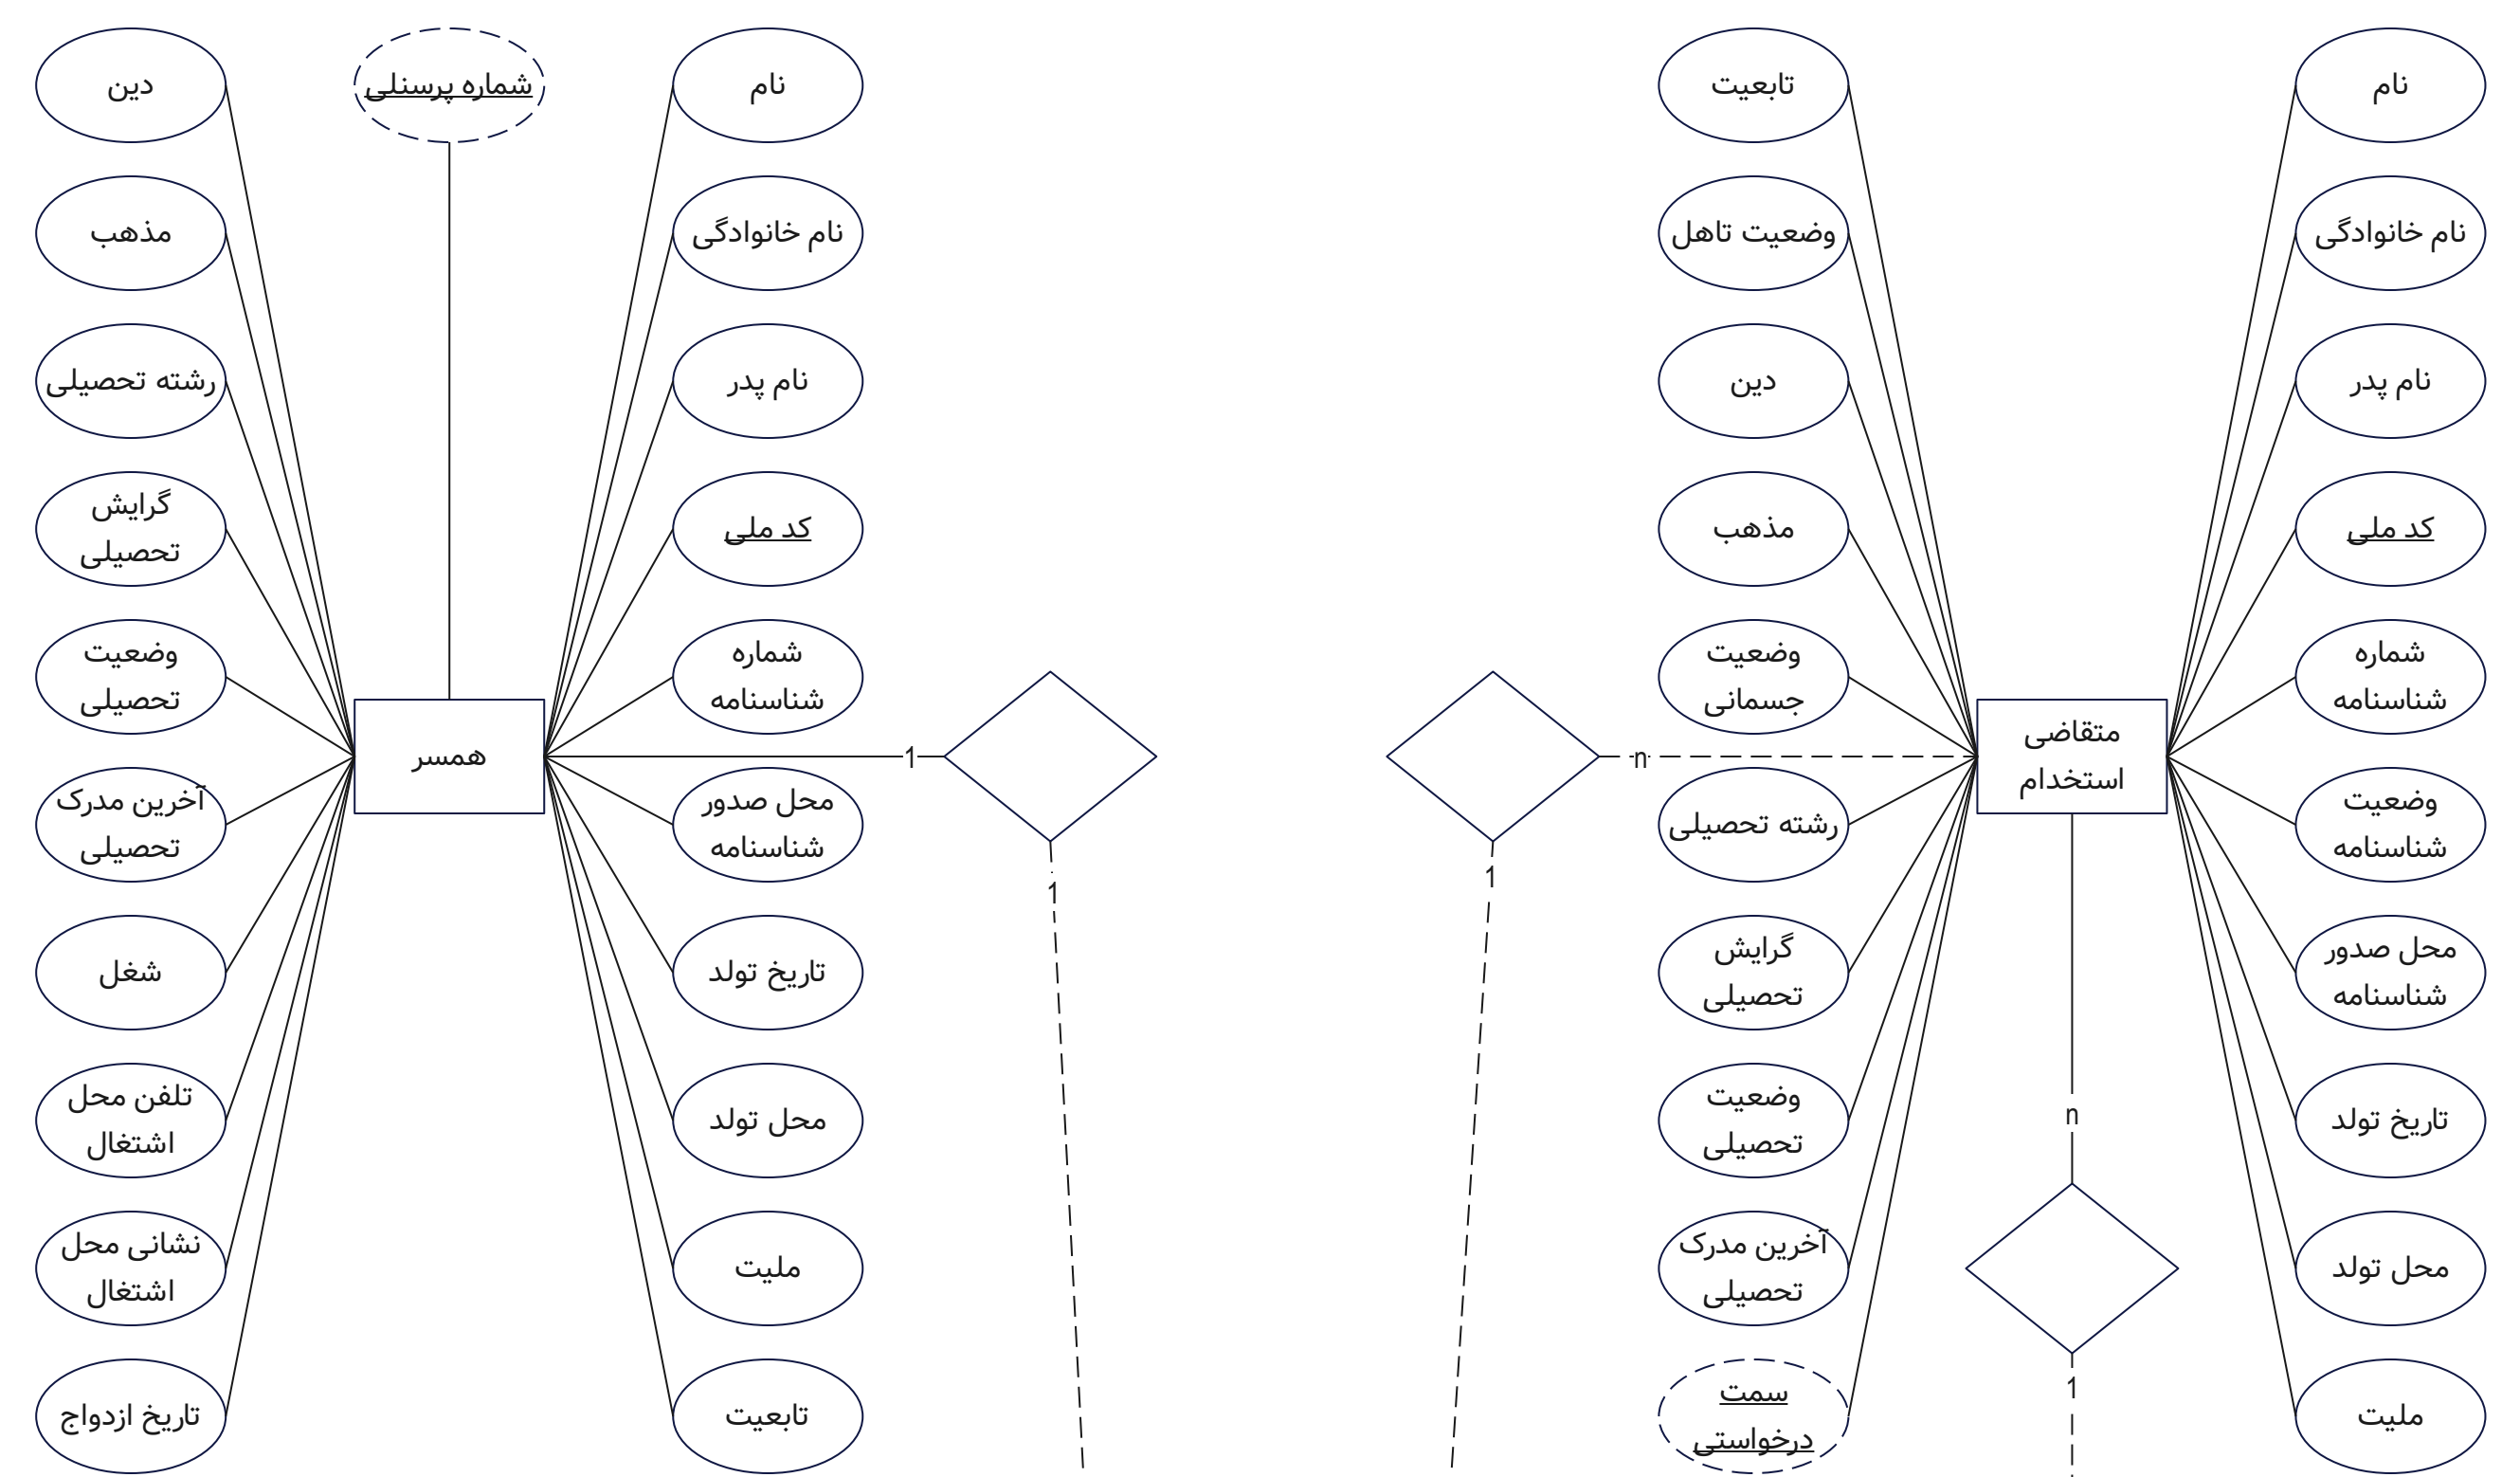 نام
نام خانوادگی
نام پدر
کد ملی
شماره
شناسنامه
وضعیت
شناسنامه
محل صدور
شناسنامه
تاریخ تولد
محل تولد
ملیت
متقاضی
استخدام
n
1
تابعیت
وضعیت تاهل
دین
مذهب
وضعیت
جسمانی
رشته تحصیلی
گرایش
تحصیلی
وضعیت
تحصیلی
آخرین مدرک
تحصیلی
سمت
درخواستی
n
1
1
1
نام
نام خانوادگی
نام پدر
کد ملی
شماره
شناسنامه
محل صدور
شناسنامه
تاریخ تولد
محل تولد
ملیت
تابعیت
شماره پرسنلی
همسر
دین
مذهب
رشته تحصیلی
گرایش
تحصیلی
وضعیت
تحصیلی
آخرین مدرک
تحصیلی
شغل
تلفن محل
اشتغال
نشانی محل
اشتغال
تاریخ ازدواج